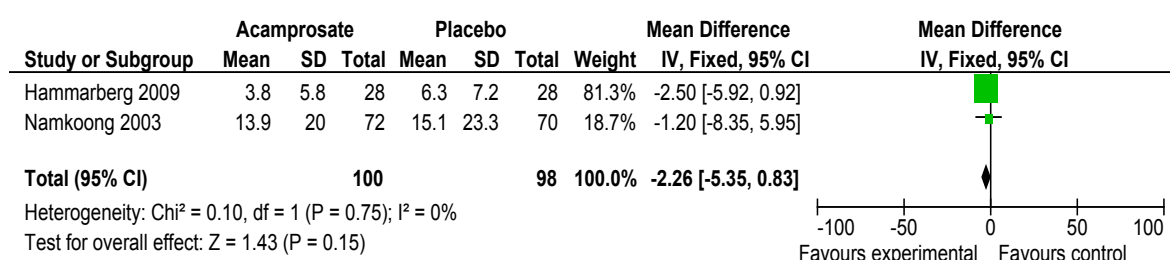 Acamprosate Placebo Mean Difference Mean Difference
Study or Subgroup Mean SD Total Mean SD Total Weight IV, Fixed, 95% CI IV, Fixed, 95% CI
Hammarberg 2009 3.8 5.8 28 6.3 7.2 28 81.3% -2.50 [-5.92, 0.92]
Namkoong 2003 13.9 20 72 15.1 23.3 70 18.7% -1.20 [-8.35, 5.95]
Total (95% CI) 100 98 100.0% -2.26 [-5.35, 0.83]
Heterogeneity: Chi² = 0.10, df = 1 (P = 0.75); I² = 0%
Test for overall effect: Z = 1.43 (P = 0.15)
-100 -50 0 50 100
Favours experimental Favours control